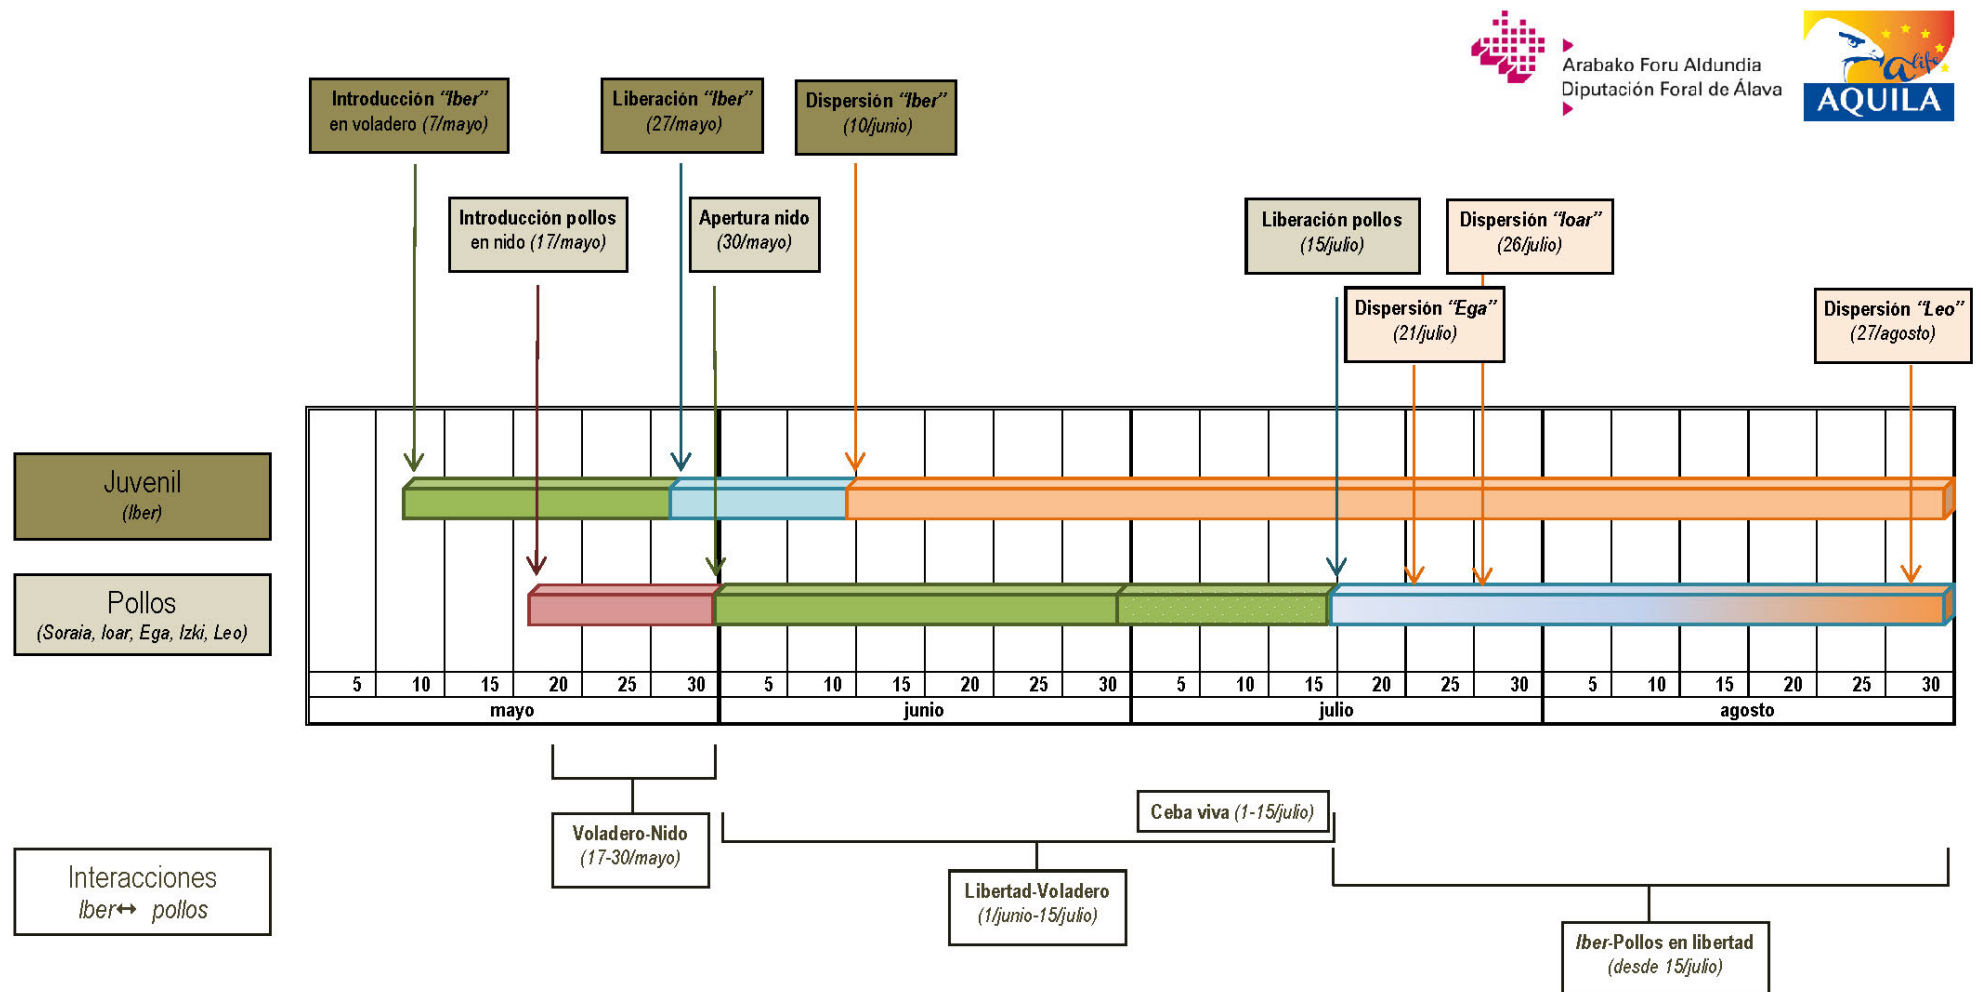 Arabako Foru Aldundia
Diputación Foral de Álava
alife
AQUILA
Introducción "Iber"
en voladero (7/mayo)
Liberación "Iber"
(27/mayo)
Dispersión "Iber"
(10/junio)
Introducción pollos
en nido (17/mayo)
Apertura nido
(30/mayo)
Liberación pollos
(15/julio)
Dispersión "Ioar"
(26/julio)
Dispersión "Ega"
(21/julio)
Dispersión "Leo"
(27/agosto)
Juvenil
(Iber)
Pollos
(Soraia, Ioar, Ega, Izki, Leo)
5 10 15 20 25 30 5 10 15 20 25 30 5 10 15 20 25 30 5 10 15 20 25 30
mayo junio julio agosto
Ceba viva (1-15/julio)
Voladero-Nido
(17-30/mayo)
Libertad-Voladero
(1/junio-15/julio)
Interacciones
Iber↔ pollos
Iber-Pollos en libertad
(desde 15/julio)